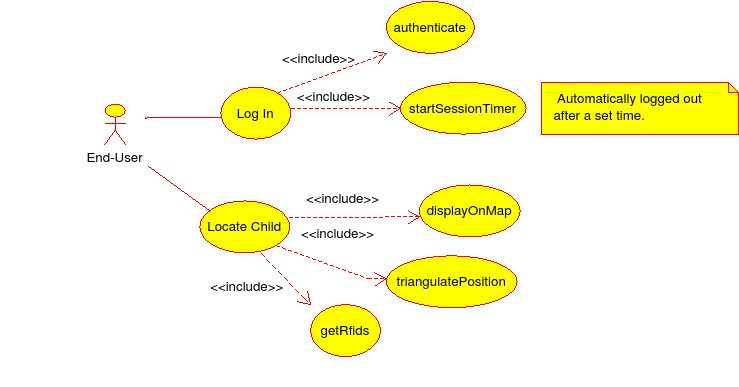 authenticate
<<include>>
<<include>>
Log In
startSessionTimer
Automatically logged out
after a set time.
End-User
<<include>>
displayOnMap
Locate Child
<<include>>
triangulatePosition
<<include>>
getRfids